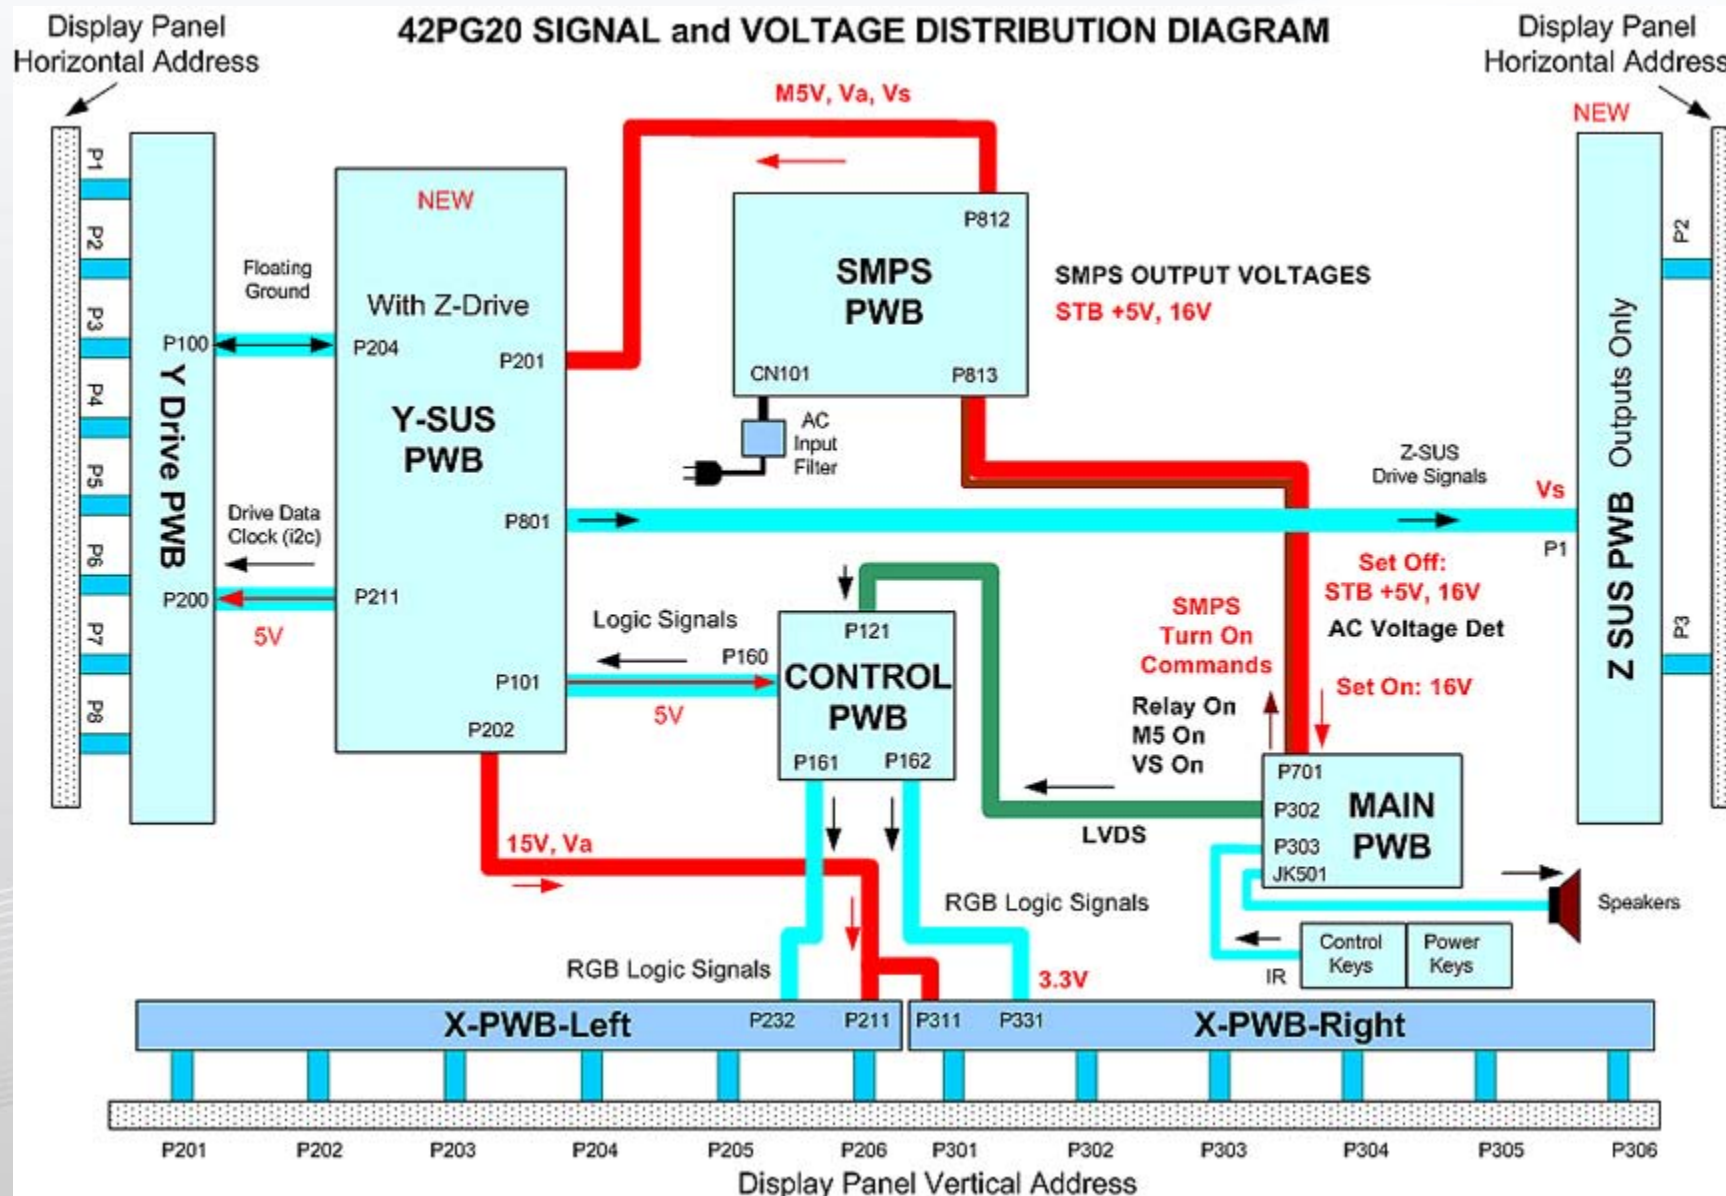 Display Panel
Horizontal Address
42PG20 SIGNAL and VOLTAGE DISTRIBUTION DIAGRAM
Display Panel
Horizontal Address
M5V, Va, Vs
NEW
P1
P2
P3
P4
P5
P6
P7
P8
Y Drive PWB
P100
P200
Floating
Ground
Drive Data
Clock (i2c)
5V
NEW
With Z-Drive
P204
P201
Y-SUS
PWB
P801
P211
P101
P202
P812
SMPS
PWB
CN101
P813
SMPS OUTPUT VOLTAGES
STB +5V, 16V
AC
Input
Filter
Z-SUS
Drive Signals
Vs
P1
Z SUS PWB Outputs Only
P2
P3
Logic Signals
P160
5V
P121
CONTROL
PWB
P161
P162
SMPS
Turn On
Commands
Relay On
M5 On
VS On
Set Off:
STB +5V, 16V
AC Voltage Det
Set On: 16V
P701
P302
P303
JK501
MAIN
PWB
LVDS
15V, Va
RGB Logic Signals
RGB Logic Signals
3.3V
Speakers
IR
Control
Keys
Power
Keys
X-PWB-Left
P232
P211
P311
P331
X-PWB-Right
P201
P202
P203
P204
P205
P206
P301
P302
P303
P304
P305
P306
Display Panel Vertical Address